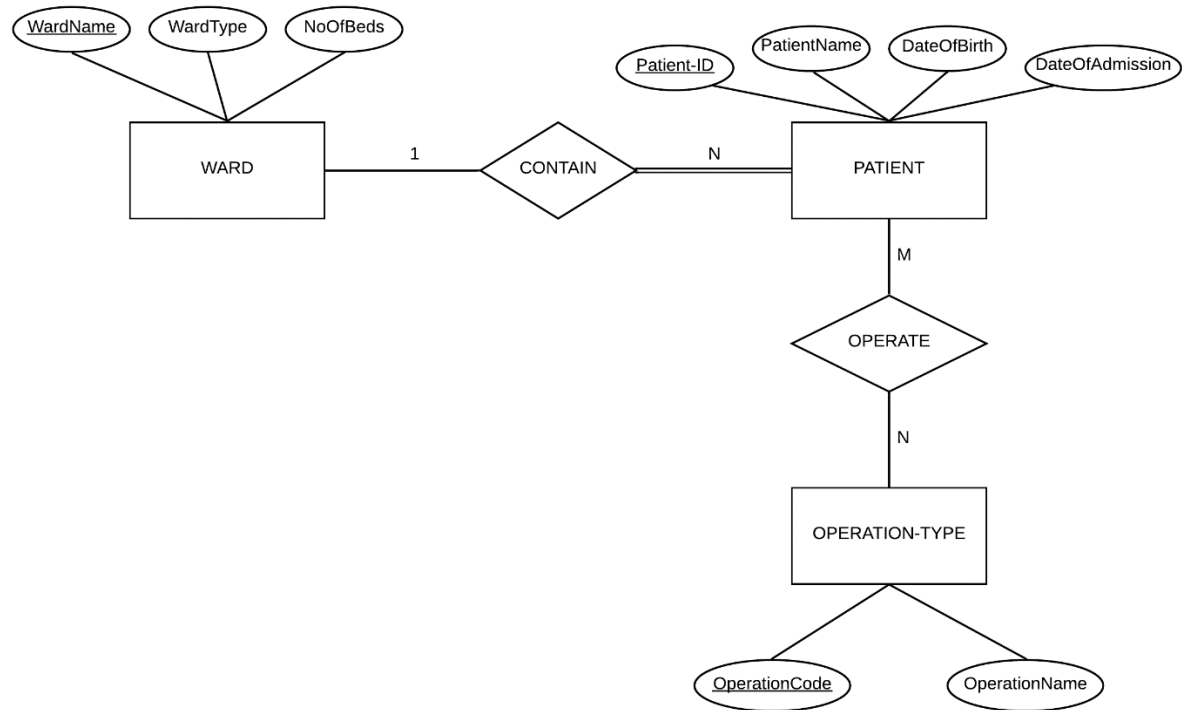 WardName
WardType
NoOfBeds
Patient-ID
PatientName
DateOfBirth
DateOfAdmission
WARD
1
CONTAIN
N
PATIENT
M
OPERATE
N
OPERATION-TYPE
OperationCode
OperationName